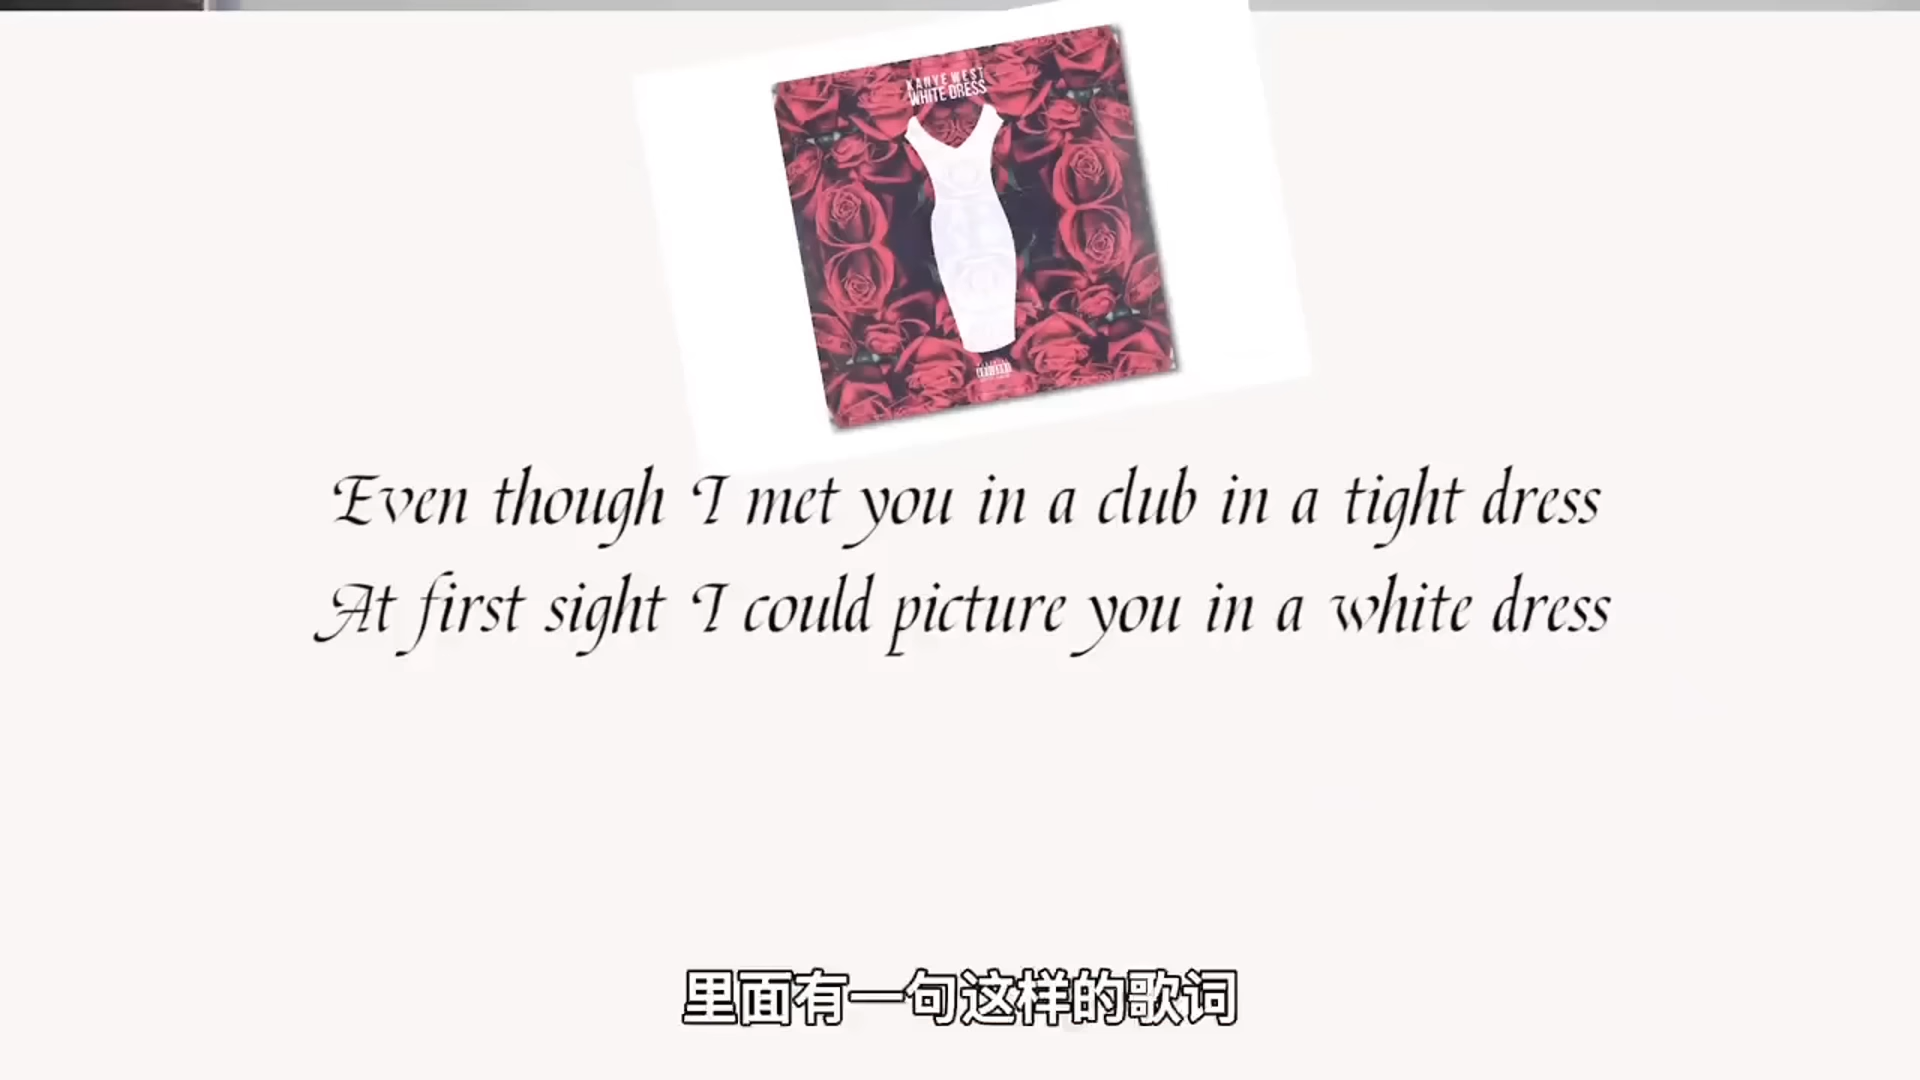 KANYE WEST
WHITE DRESS
Even though I met you in a club in a tight dress
At first sight I could picture you in a white dress
里面有一句这样的歌词